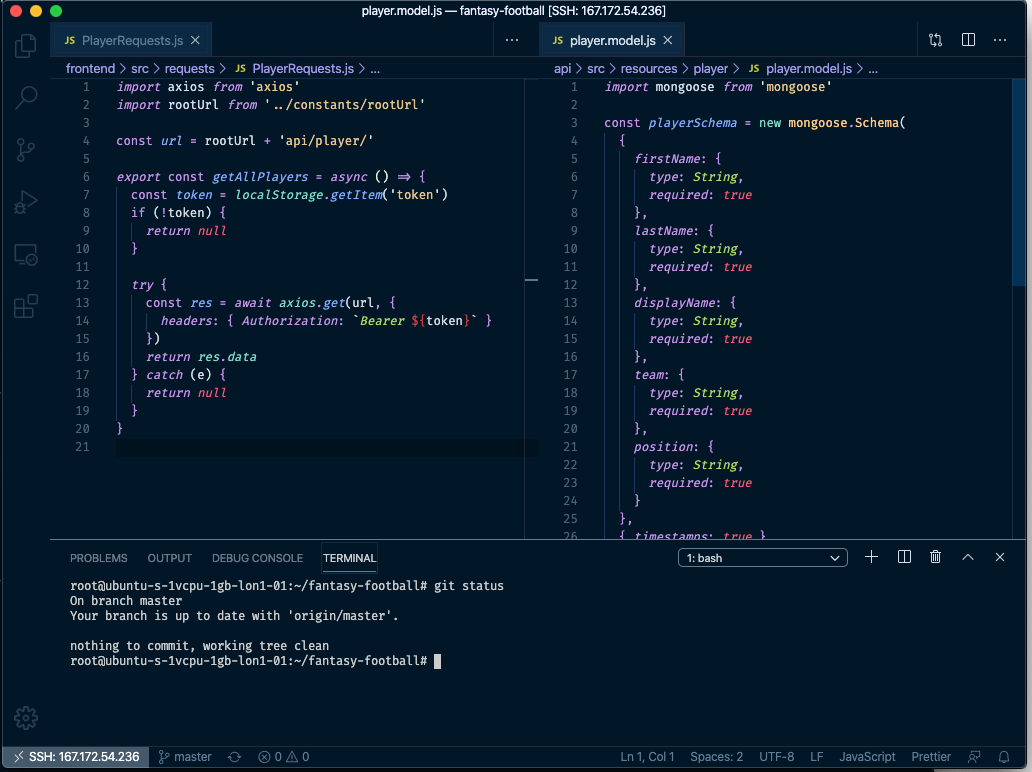 player.model.js — fantasy-football [SSH: 167.172.54.236]
JS PlayerRequests.js
frontend > src > requests > JS PlayerRequests.js > ...
1 import axios from 'axios'
2 import rootUrl from '../constants/rootUrl'
3
4 const url = rootUrl + 'api/player/'
5
6 export const getAllPlayers = async () => {
7 const token = localStorage.getItem('token')
8 if (!token) {
9 return null
10 }
11
12 try {
13 const res = await axios.get(url, {
14 headers: { Authorization: `Bearer ${token}` }
15 })
16 return res.data
17 } catch (e) {
18 return null
19 }
20 }
21
JS player.model.js
api > src > resources > player > JS player.model.js > ...
1 import mongoose from 'mongoose'
2
3 const playerSchema = new mongoose.Schema(
4 {
5 firstName: {
6 type: String,
7 required: true
8 },
9 lastName: {
10 type: String,
11 required: true
12 },
13 displayName: {
14 type: String,
15 required: true
16 },
17 team: {
18 type: String,
19 required: true
20 },
21 position: {
22 type: String,
23 required: true
24 }
25 },
26 { timestamps: true }
PROBLEMS OUTPUT DEBUG CONSOLE TERMINAL 1: bash
root@ubuntu-s-1vcpu-1gb-lon1-01:~/fantasy-football# git status
On branch master
Your branch is up to date with 'origin/master'.

nothing to commit, working tree clean
root@ubuntu-s-1vcpu-1gb-lon1-01:~/fantasy-football#
SSH: 167.172.54.236 master 0 0 Ln 1, Col 1 Spaces: 2 UTF-8 LF JavaScript Prettier